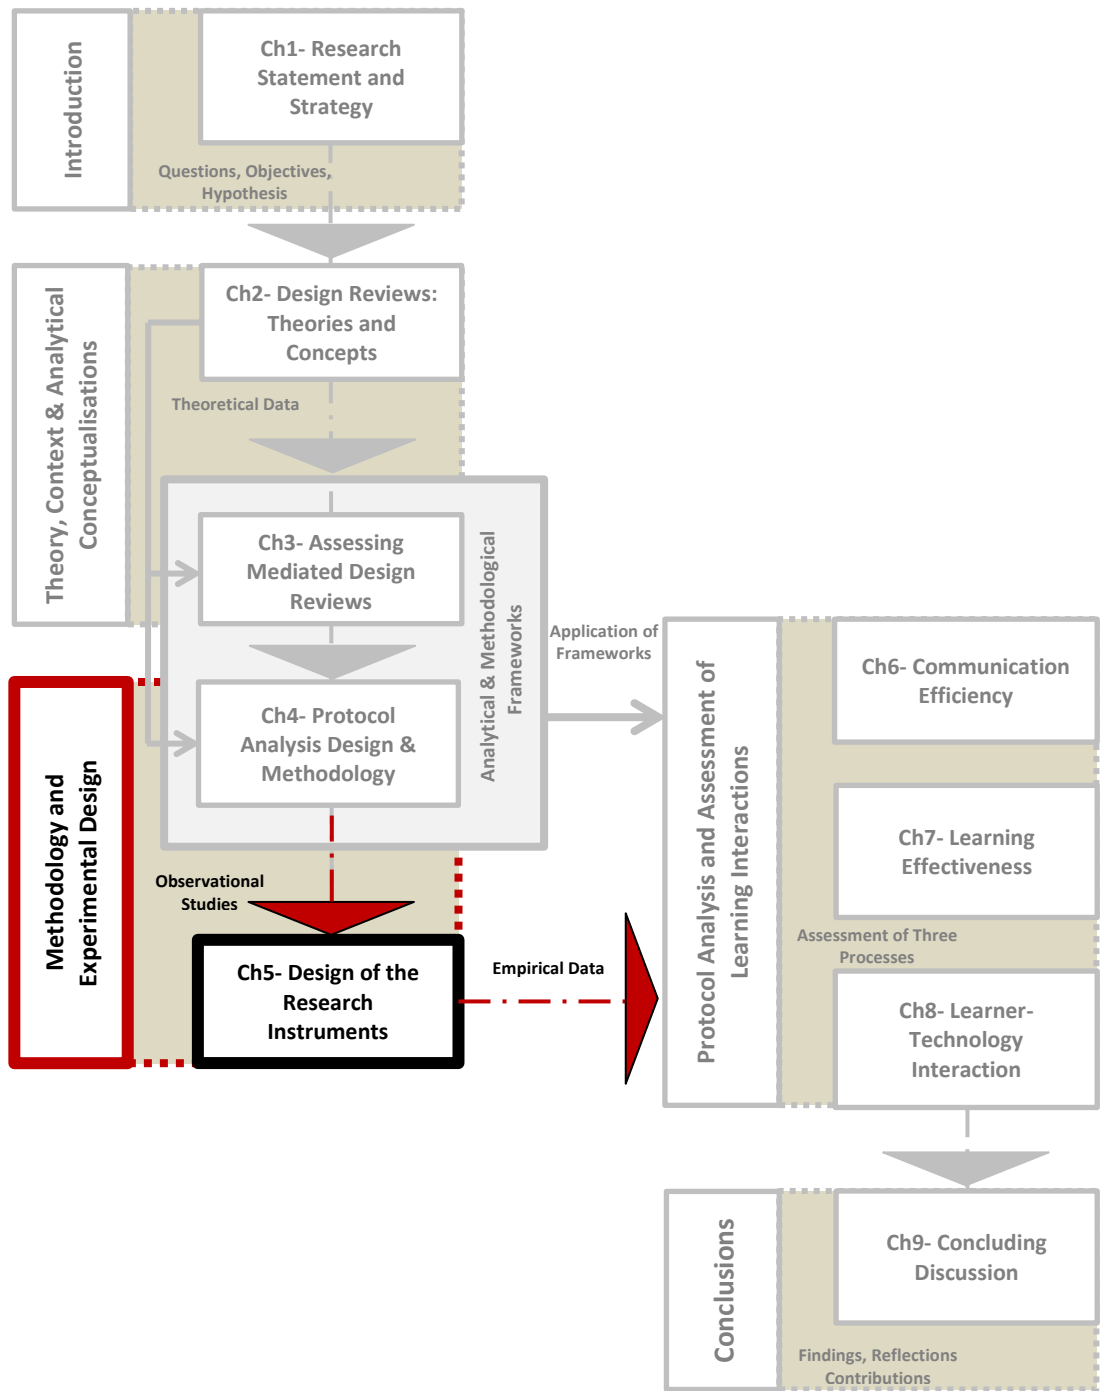 Introduction
Ch1- Research
Statement and
Strategy
Questions, Objectives,
Hypothesis
Theory, Context & Analytical
Conceptualisations
Ch2- Design Reviews:
Theories and
Concepts
Theoretical Data
Ch3- Assessing
Mediated Design
Reviews
Analytical & Methodological
Frameworks
Ch4- Protocol
Analysis Design &
Methodology
Application of
Frameworks
Methodology and
Experimental Design
Observational
Studies
Ch5- Design of the
Research
Instruments
Empirical Data
Protocol Analysis and Assessment of
Learning Interactions
Ch6- Communication
Efficiency
Ch7- Learning
Effectiveness
Assessment of Three
Processes
Ch8- Learner-
Technology
Interaction
Conclusions
Ch9- Concluding
Discussion
Findings, Reflections
Contributions